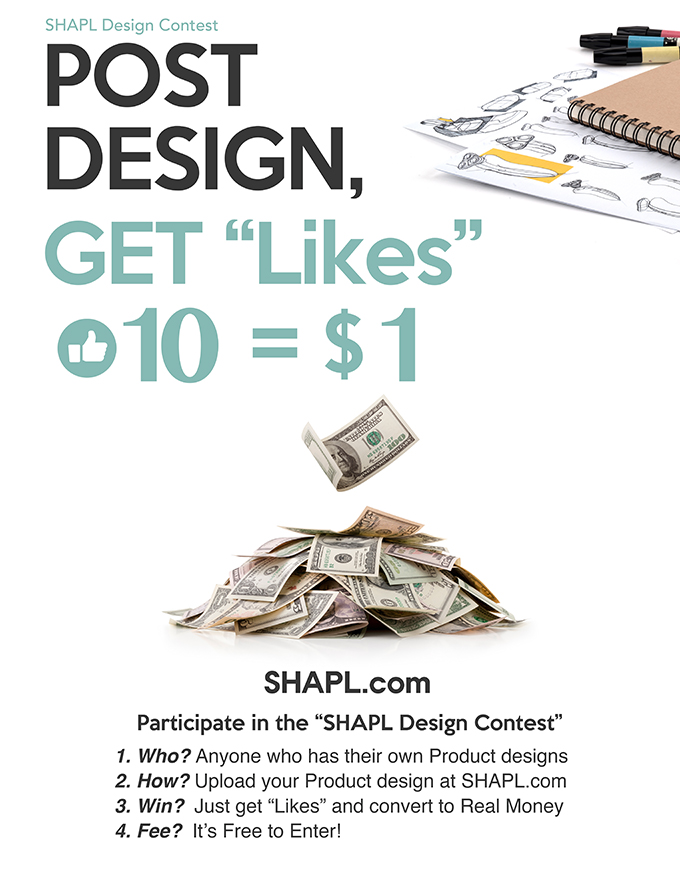 SHAPL Design Contest
POST
DESIGN,
GET “Likes”
10 = $1
100
SHAPL.com
Participate in the “SHAPL Design Contest”
1. Who? Anyone who has their own Product designs
2. How? Upload your Product design at SHAPL.com
3. Win? Just get “Likes” and convert to Real Money
4. Fee? It’s Free to Enter!